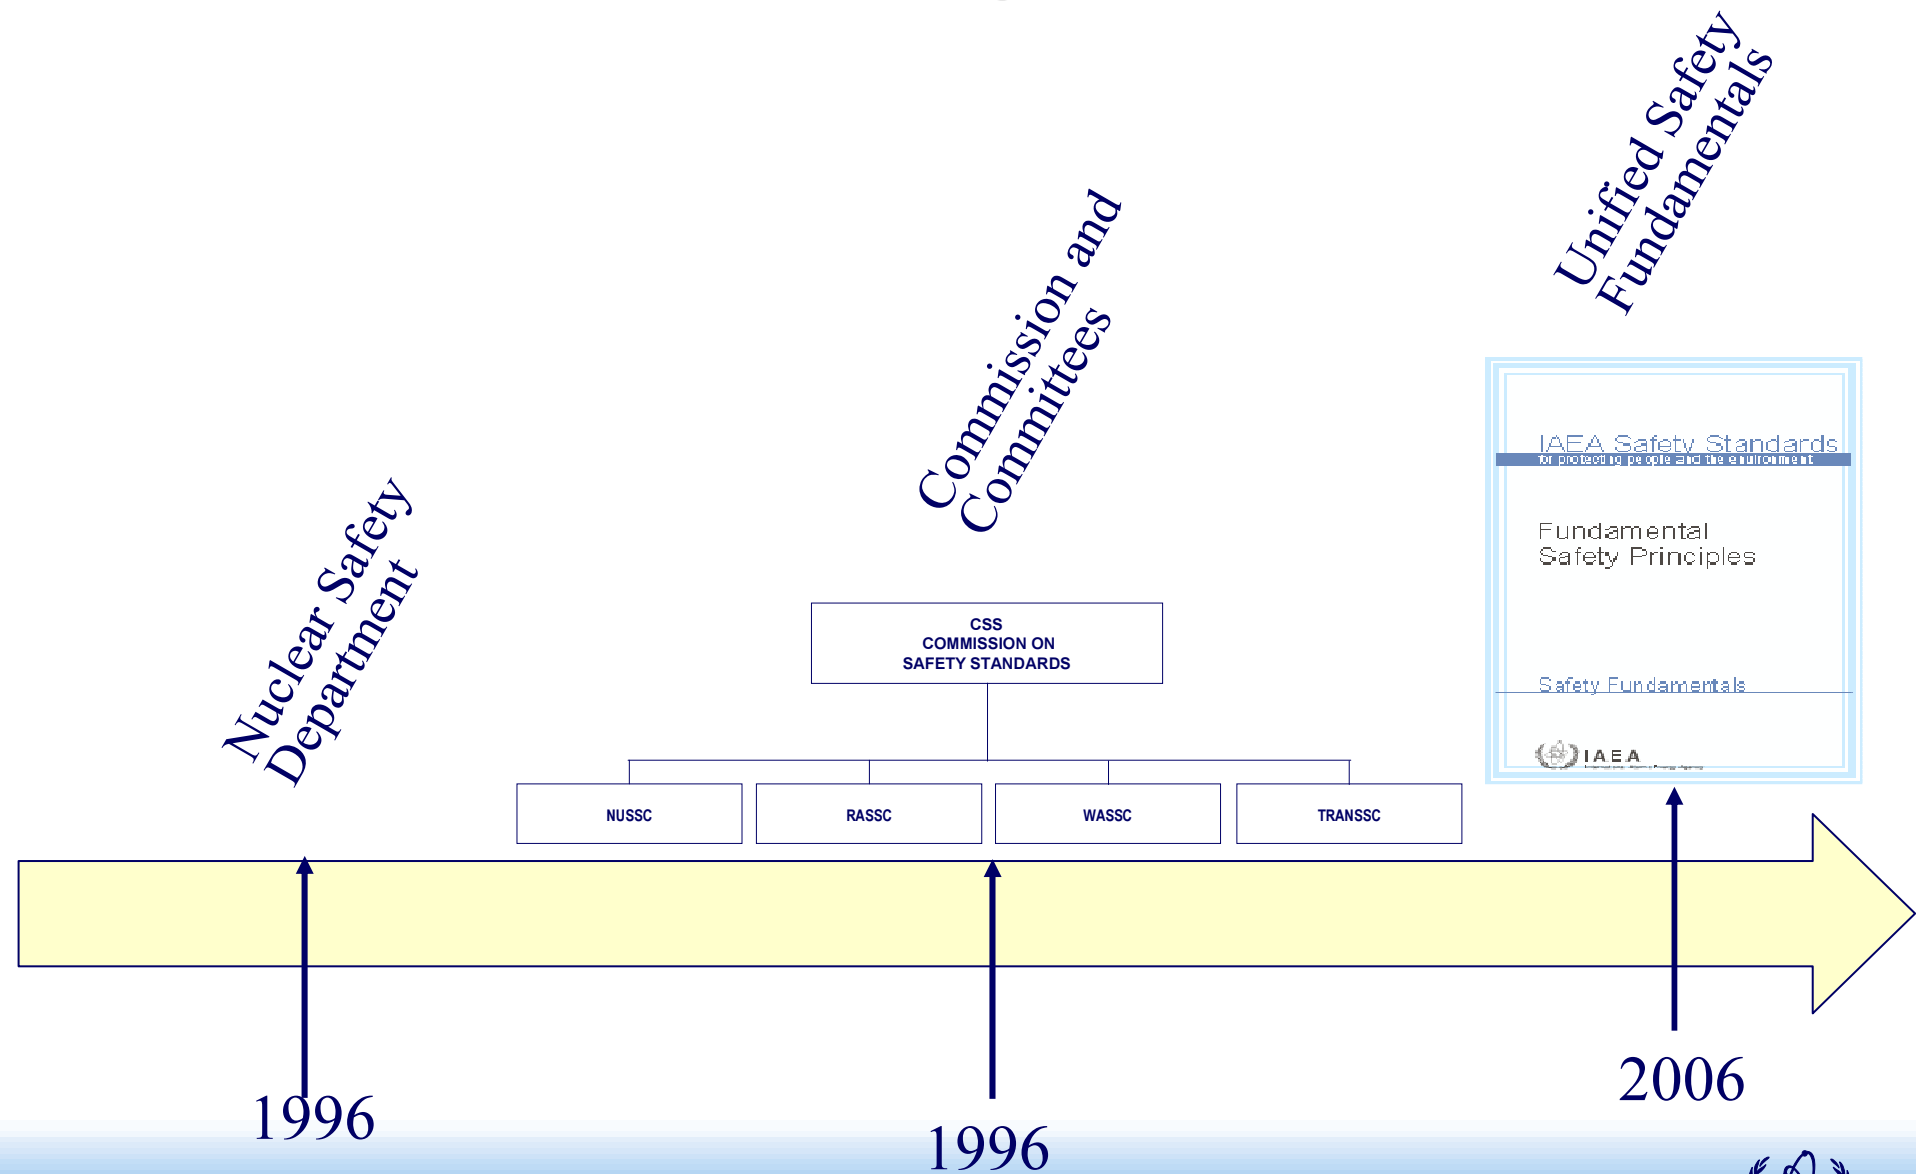 Unified Safety
Fundamentals
Commission and
Committees
Nuclear Safety
Department
IAEA Safety Standards
for protecting people and the environment
Fundamental
Safety Principles
Safety Fundamentals
IAEA
CSS
COMMISSION ON
SAFETY STANDARDS
NUSSC
RASSC
WASSC
TRANSSC
1996
1996
2006